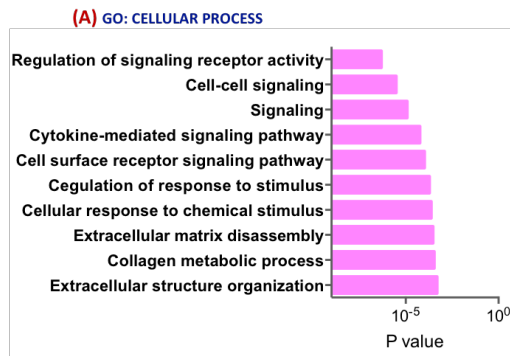 (A) GO: CELLULAR PROCESS
Regulation of signaling receptor activity
Cell-cell signaling
Signaling
Cytokine-mediated signaling pathway
Cell surface receptor signaling pathway
Cegulation of response to stimulus
Cellular response to chemical stimulus
Extracellular matrix disassembly
Collagen metabolic process
Extracellular structure organization
10⁻⁵ 10⁰
P value